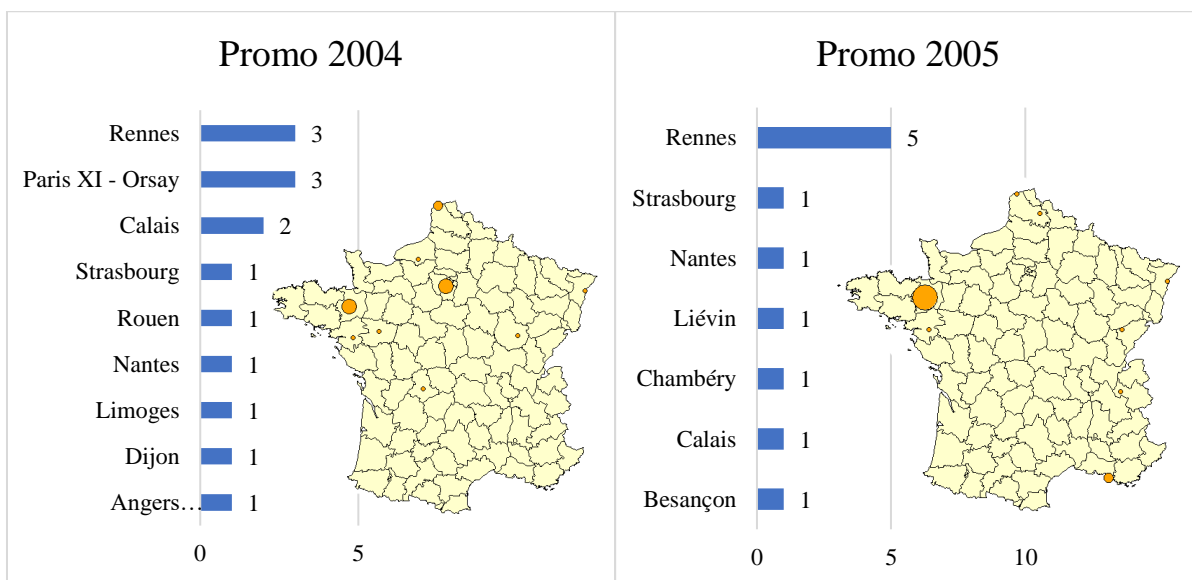 Promo 2004
Rennes 3
Paris XI - Orsay 3
Calais 2
Strasbourg 1
Rouen 1
Nantes 1
Limoges 1
Dijon 1
Angers… 1
0 5
Promo 2005
Rennes 5
Strasbourg 1
Nantes 1
Liévin 1
Chambéry 1
Calais 1
Besançon 1
0 5 10